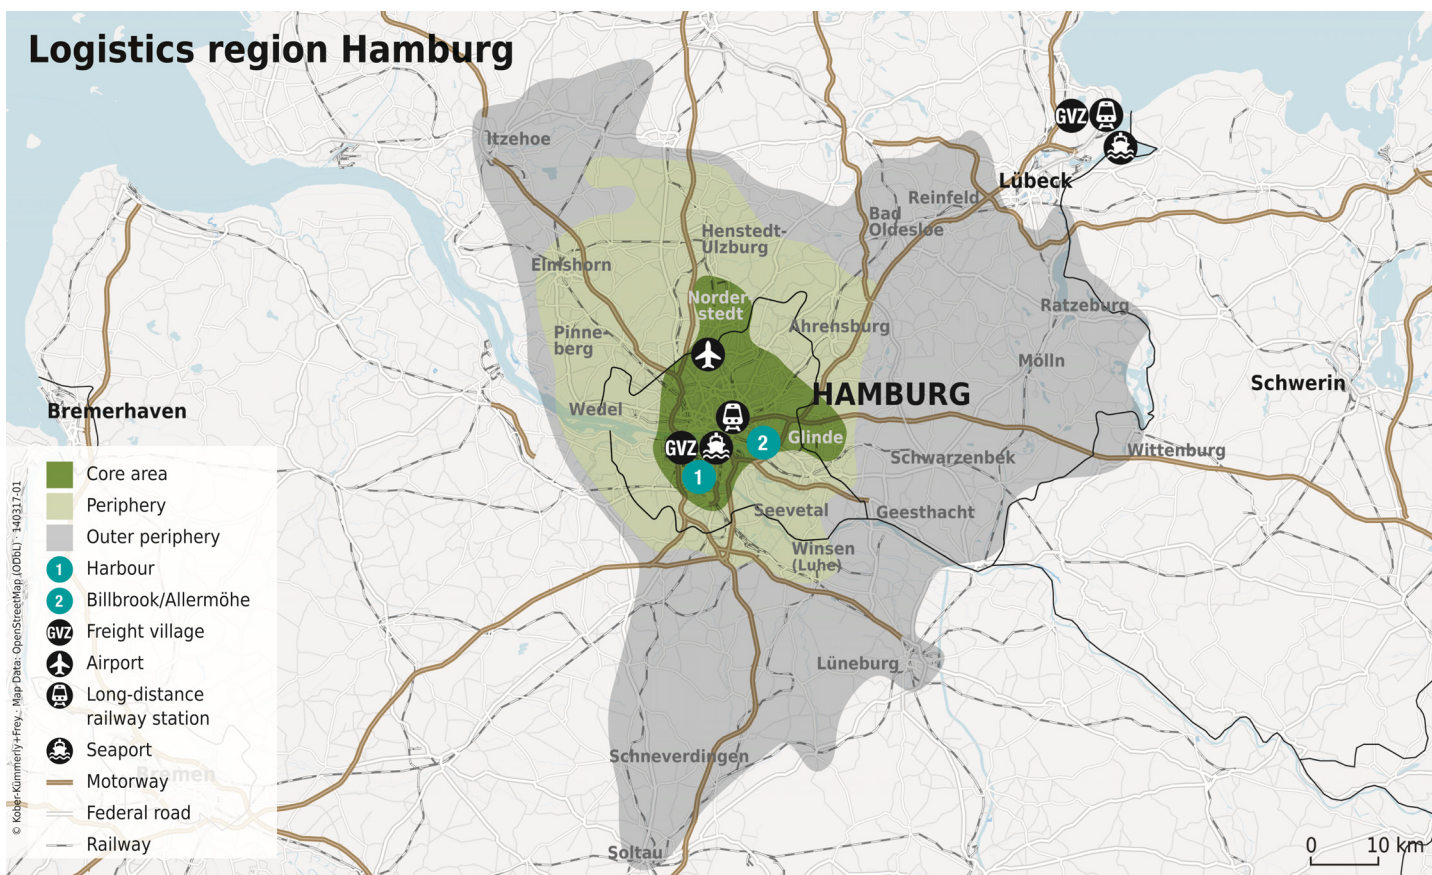 Logistics region Hamburg
Itzehoe
GVZ
Lübeck
Reinfeld
Bad
Oldesloe
Henstedt-
Ulzburg
Elmshorn
Norder-
stedt
Ratzeburg
Pinne-
berg
Ahrensburg
Mölln
Schwerin
HAMBURG
Bremerhaven
Wedel
2
Glinde
GVZ
1
Schwarzenbek
Wittenburg
Seevetal
Geesthacht
Winsen
(Luhe)
Lüneburg
Schneverdingen
Soltau
Bremen
Core area
Periphery
Outer periphery
1 Harbour
2 Billbrook/Allermöhe
GVZ Freight village
Airport
Long-distance
railway station
Seaport
Motorway
Federal road
Railway
© Kober-Kümmerly+Frey · Map Data: OpenStreetMap (ODbL) · 140317-01
0 10 km